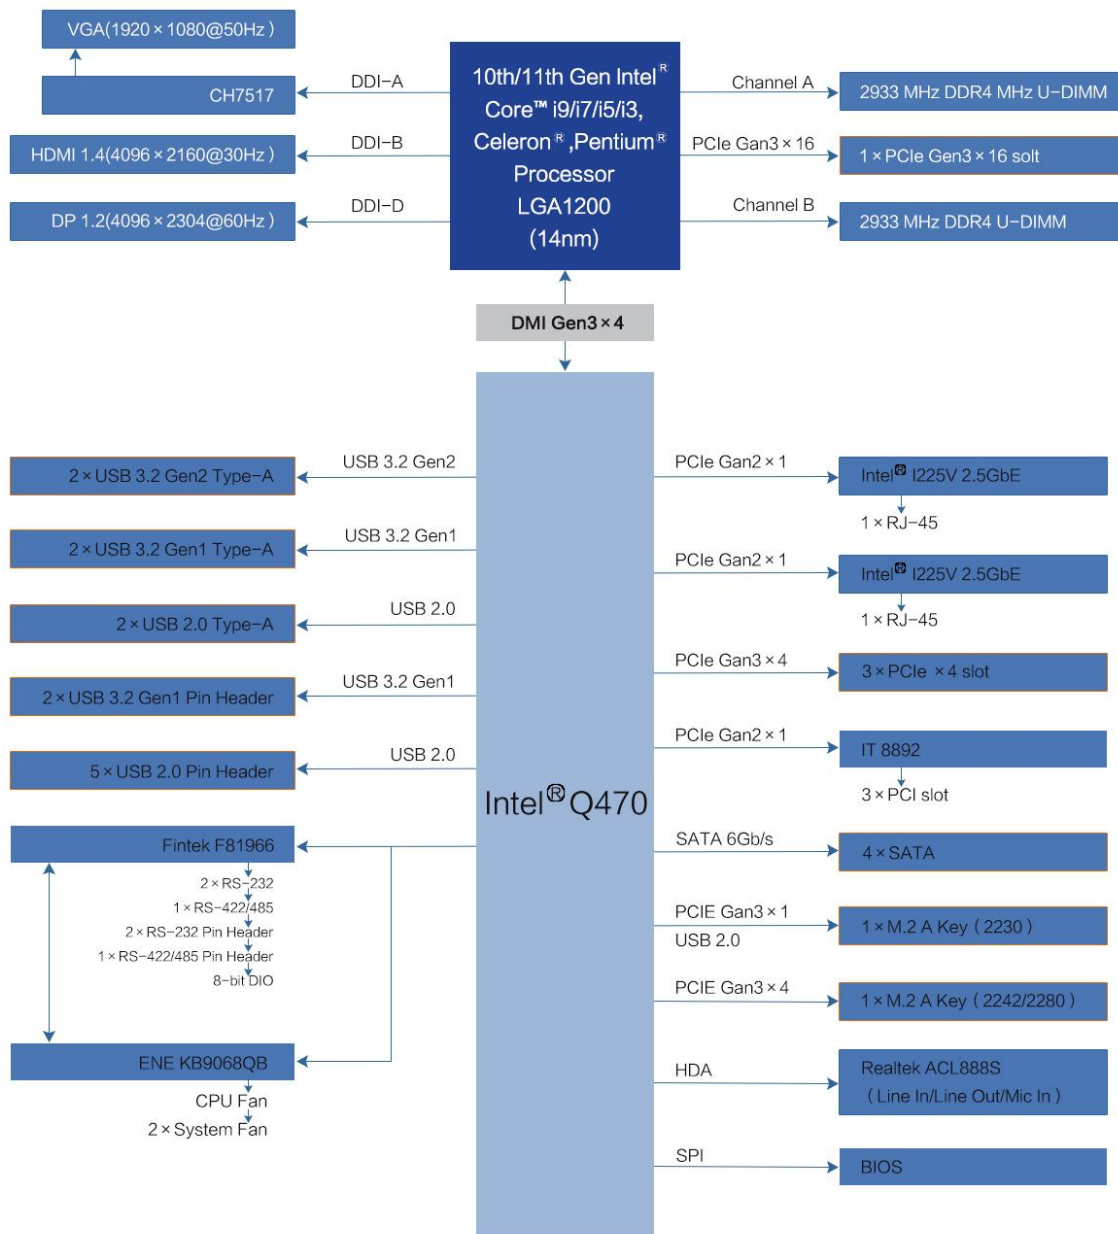 VGA(1920×1080@50Hz)
CH7517
DDI-A
HDMI 1.4(4096×2160@30Hz)
DDI-B
DP 1.2(4096×2304@60Hz)
DDI-D
10th/11th Gen Intel®
Core™ i9/i7/i5/i3,
Celeron®,Pentium®
Processor
LGA1200
(14nm)
Channel A
2933 MHz DDR4 MHz U-DIMM
PCIe Gan3×16
1×PCIe Gen3×16 solt
Channel B
2933 MHz DDR4 U-DIMM
DMI Gen3×4
Intel® Q470
USB 3.2 Gen2
2×USB 3.2 Gen2 Type-A
USB 3.2 Gen1
2×USB 3.2 Gen1 Type-A
USB 2.0
2×USB 2.0 Type-A
USB 3.2 Gen1
2×USB 3.2 Gen1 Pin Header
USB 2.0
5×USB 2.0 Pin Header
Fintek F81966
2×RS-232
1×RS-422/485
2×RS-232 Pin Header
1×RS-422/485 Pin Header
8-bit DIO
ENE KB9068QB
CPU Fan
2×System Fan
PCIe Gan2×1
Intel® I225V 2.5GbE
1×RJ-45
PCIe Gan2×1
Intel® I225V 2.5GbE
1×RJ-45
PCIe Gan3×4
3×PCIe ×4 slot
PCIe Gan2×1
IT 8892
3×PCI slot
SATA 6Gb/s
4×SATA
PCIE Gan3×1
USB 2.0
1×M.2 A Key（2230）
PCIE Gan3×4
1×M.2 A Key（2242/2280）
HDA
Realtek ACL888S
（Line In/Line Out/Mic In）
SPI
BIOS